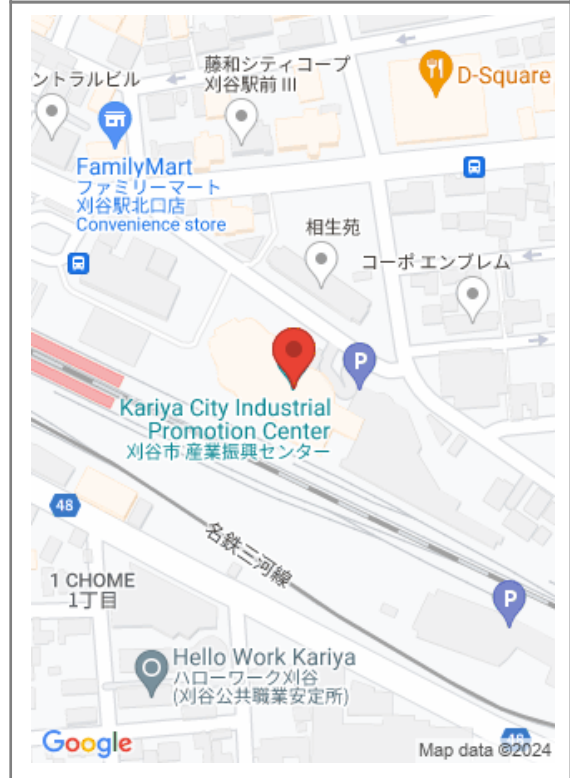 ントラルビル
藤和シティコープ
刈谷駅前 III
D-Square
FamilyMart
ファミリーマート
刈谷駅北口店
Convenience store
相生苑
コーポ エンブレム
P
Kariya City Industrial
Promotion Center
刈谷市 産業振興センター
48
名鉄三河線
1 CHOME
1丁目
P
Hello Work Kariya
ハローワーク刈谷
(刈谷公共職業安定所)
48
Google
Map data ©2024